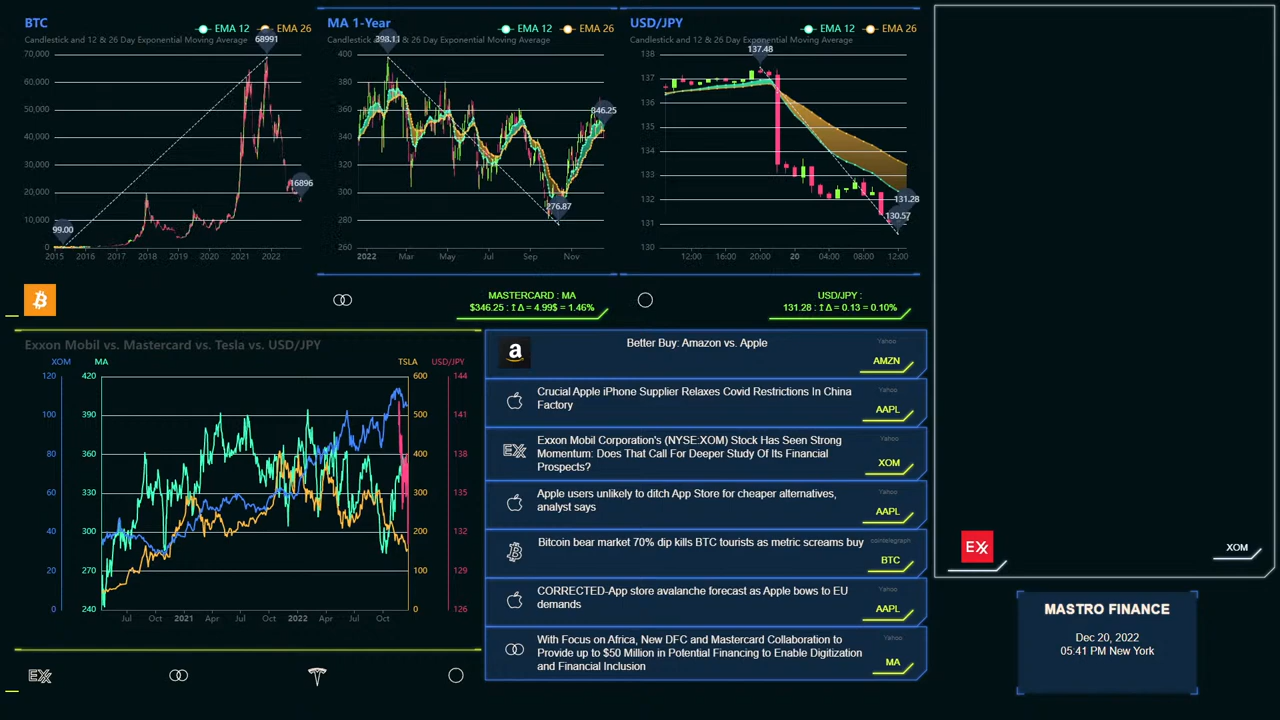 BTC
EMA 12
EMA 26
Candlestick and 12 & 26 Day Exponential Moving Average
68991
70,000
60,000
50,000
40,000
30,000
20,000
10,000
0
99.00
16896
2015
2016
2017
2018
2019
2020
2021
2022
MA 1-Year
EMA 12
EMA 26
Candlestick and 12 & 26 Day Exponential Moving Average
398.13
400
380
360
340
320
300
280
260
346.25
276.87
2022
Mar
May
Jul
Sep
Nov
USD/JPY
EMA 12
EMA 26
Candlestick and 12 & 26 Day Exponential Moving Average
137.48
138
137
136
135
134
133
132
131
130
131.28
130.57
12:00
16:00
20:00
20
04:00
08:00
12:00
MASTERCARD : MA
$346.25 : ↥ Δ = 4.99$ = 1.46%
USD/JPY :
131.28 : ↥ Δ = 0.13 = 0.10%
Exxon Mobil vs. Mastercard vs. Tesla vs. USD/JPY
XOM
MA
TSLA
USD/JPY
120
100
80
60
40
20
0
420
390
360
330
300
270
240
600
500
400
300
200
100
0
144
141
138
135
132
129
126
Jul
Oct
2021
Apr
Jul
Oct
2022
Apr
Jul
Oct
EX
a
Better Buy: Amazon vs. Apple
Yahoo
AMZN
Crucial Apple iPhone Supplier Relaxes Covid Restrictions In China
Factory
Yahoo
AAPL
EX
Exxon Mobil Corporation's (NYSE:XOM) Stock Has Seen Strong
Momentum: Does That Call For Deeper Study Of Its Financial
Prospects?
Yahoo
XOM
Apple users unlikely to ditch App Store for cheaper alternatives,
analyst says
Yahoo
AAPL
Bitcoin bear market 70% dip kills BTC tourists as metric screams buy
cointelegraph
BTC
CORRECTED-App store avalanche forecast as Apple bows to EU
demands
Yahoo
AAPL
With Focus on Africa, New DFC and Mastercard Collaboration to
Provide up to $50 Million in Potential Financing to Enable Digitization
and Financial Inclusion
Yahoo
MA
EX
XOM
MASTRO FINANCE
Dec 20, 2022
05:41 PM New York